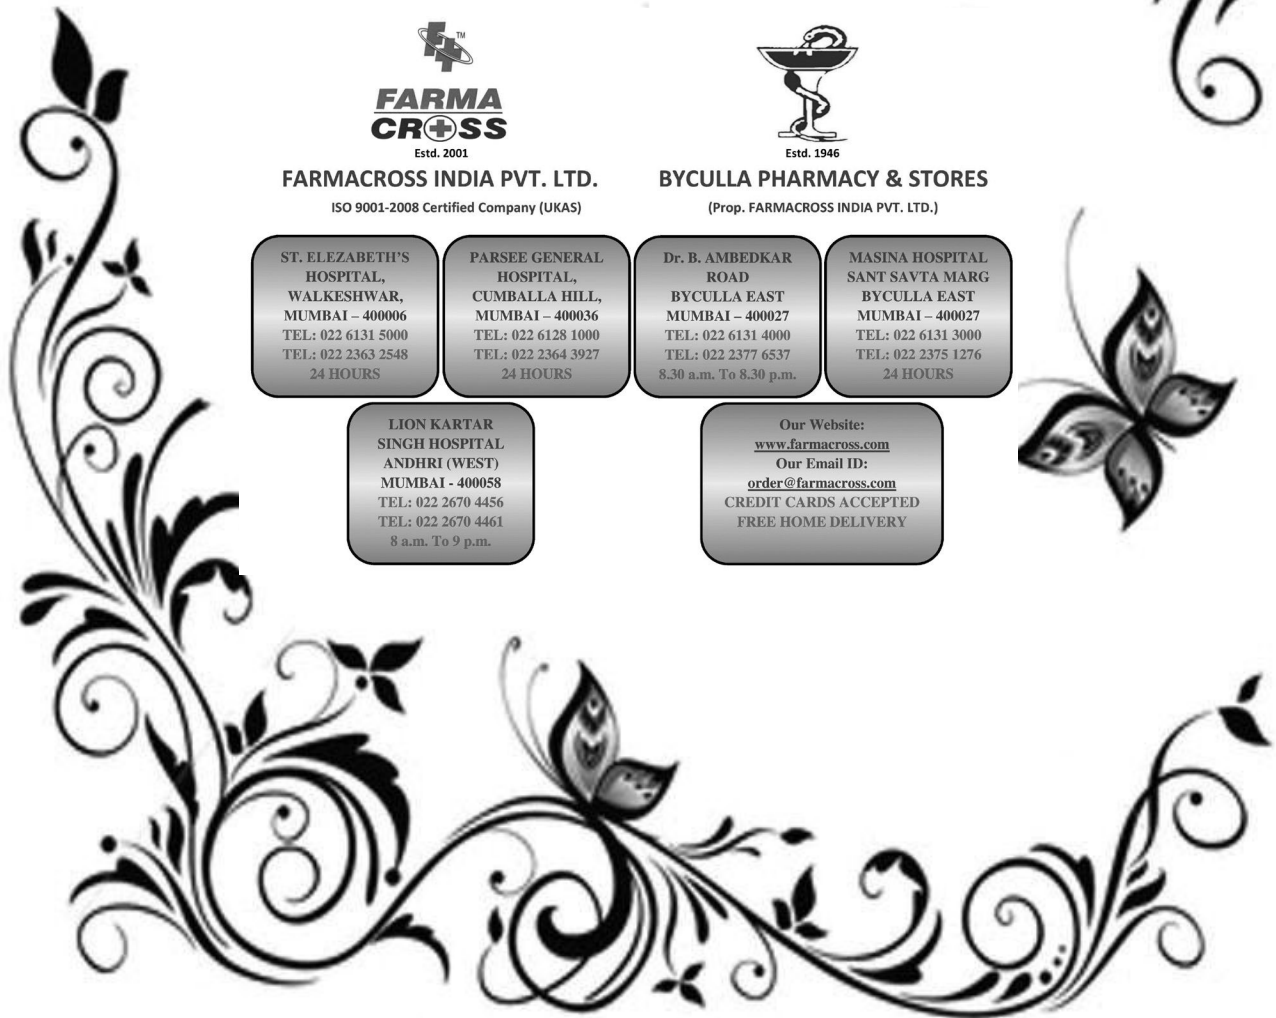 TM
FARMA
CROSS
Estd. 2001
FARMACROSS INDIA PVT. LTD.
ISO 9001-2008 Certified Company (UKAS)
Estd. 1946
BYCULLA PHARMACY & STORES
(Prop. FARMACROSS INDIA PVT. LTD.)
ST. ELEZABETH'S
HOSPITAL,
WALKESHWAR,
MUMBAI – 400006
TEL: 022 6131 5000
TEL: 022 2363 2548
24 HOURS
PARSEE GENERAL
HOSPITAL,
CUMBALLA HILL,
MUMBAI – 400036
TEL: 022 6128 1000
TEL: 022 2364 3927
24 HOURS
Dr. B. AMBEDKAR
ROAD
BYCULLA EAST
MUMBAI – 400027
TEL: 022 6131 4000
TEL: 022 2377 6537
8.30 a.m. To 8.30 p.m.
MASINA HOSPITAL
SANT SAVTA MARG
BYCULLA EAST
MUMBAI – 400027
TEL: 022 6131 3000
TEL: 022 2375 1276
24 HOURS
LION KARTAR
SINGH HOSPITAL
ANDHRI (WEST)
MUMBAI - 400058
TEL: 022 2670 4456
TEL: 022 2670 4461
8 a.m. To 9 p.m.
Our Website:
www.farmacross.com
Our Email ID:
order@farmacross.com
CREDIT CARDS ACCEPTED
FREE HOME DELIVERY